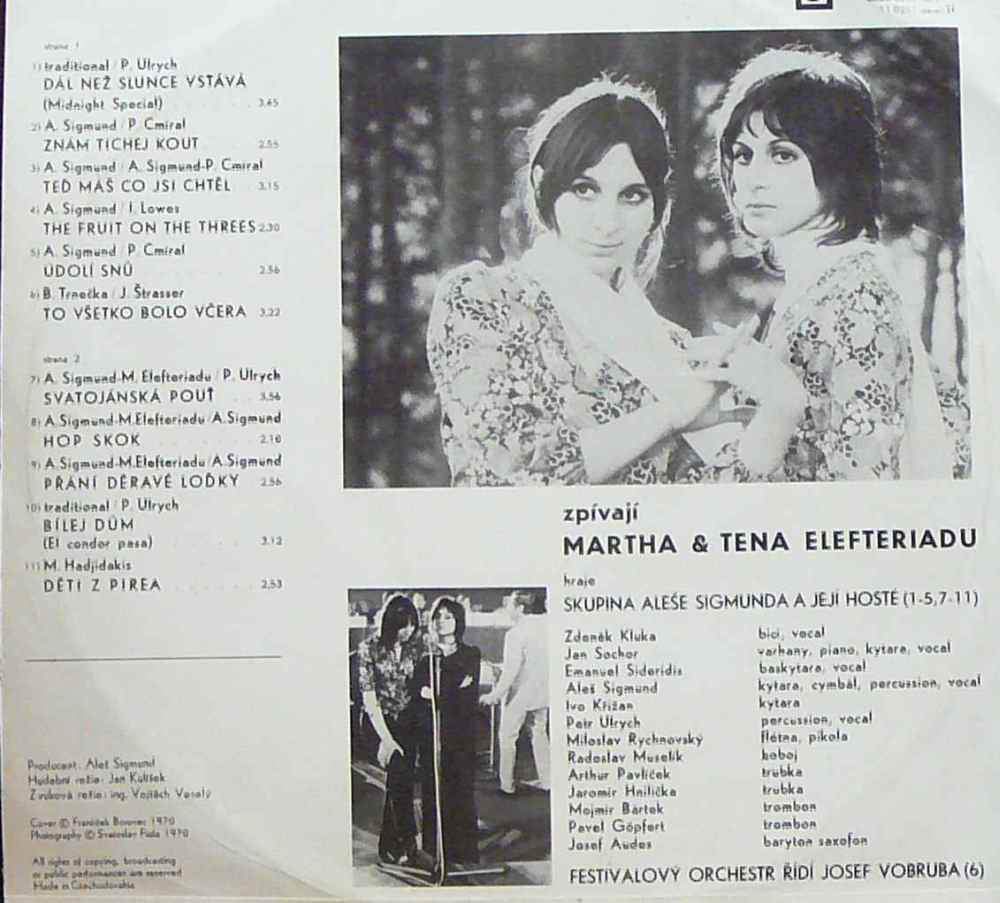 strana 1
1) traditional / P. Ulrych
DÁL NEŽ SLUNCE VSTÁVÁ
(Midnight Special) 3.45
2) A. Sigmund / P. Cmíral
ZNÁM TICHEJ KOUT 2.55
3) A. Sigmund / A. Sigmund-P. Cmíral
TEĎ MÁŠ CO JSI CHTĚL 3.15
4) A. Sigmund / I. Lowes
THE FRUIT ON THE THREES 2.30
5) A. Sigmund / P. Cmíral
ÚDOLÍ SNŮ 2.56
6) B. Trnečka / J. Štrasser
TO VŠETKO BOLO VČERA 3.22
strana 2
7) A. Sigmund-M. Elefteriadu / P. Ulrych
SVATOJÁNSKÁ POUŤ 3.56
8) A. Sigmund-M. Elefteriadu / A. Sigmund
HOP SKOK 2.10
9) A. Sigmund-M. Elefteriadu / A. Sigmund
PŘÁNÍ DĚRAVÉ LOĎKY 2.56
10) traditional / P. Ulrych
BÍLEJ DŮM
(El condor pasa) 3.12
11) M. Hadjidakis
DĚTI Z PIREA 2.53
zpívají
MARTHA & TENA ELEFTERIADU
hraje
SKUPINA ALEŠE SIGMUNDA A JEJÍ HOSTÉ (1-5,7-11)
Zdeněk Kluka bicí, vocal
Jan Sochor varhany, piano, kytara, vocal
Emanuel Sideridis baskytara, vocal
Aleš Sigmund kytara, cymbál, percussion, vocal
Ivo Křižan kytara
Petr Ulrych percussion, vocal
Miloslav Rychnovský flétna, pikola
Radoslav Muselík hoboj
Arthur Pavlíček trubka
Jaromír Hnilička trubka
Mojmír Bártek trombon
Pavel Göpfert trombon
Josef Audes baryton saxofon
FESTIVALOVÝ ORCHESTR ŘÍDÍ JOSEF VOBRUBA (6)
Producent: Aleš Sigmund
Hudební režie: Jan Kulíšek
Zvuková režie: ing. Vojtěch Veselý
Cover © František Borovec 1970
Photography © Svatoslav Fiala 1970
All rights of copying, broadcasting
or public performances are reserved
Made in Czechoslovakia